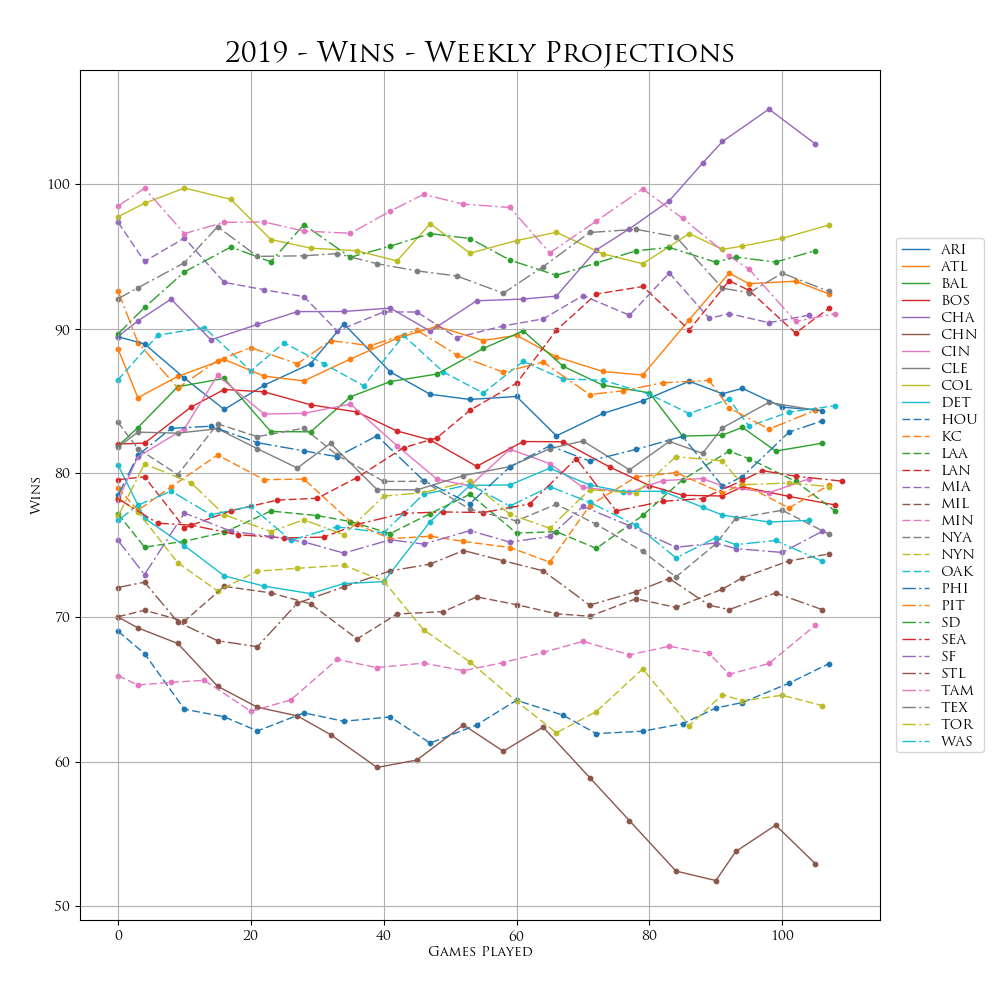 2019 - Wins - Weekly Projections
100
90
80
70
60
50
Wins
0 20 40 60 80 100
Games Played
ARI
ATL
BAL
BOS
CHA
CHN
CIN
CLE
COL
DET
HOU
KC
LAA
LAN
MIA
MIL
MIN
NYA
NYN
OAK
PHI
PIT
SD
SEA
SF
STL
TAM
TEX
TOR
WAS